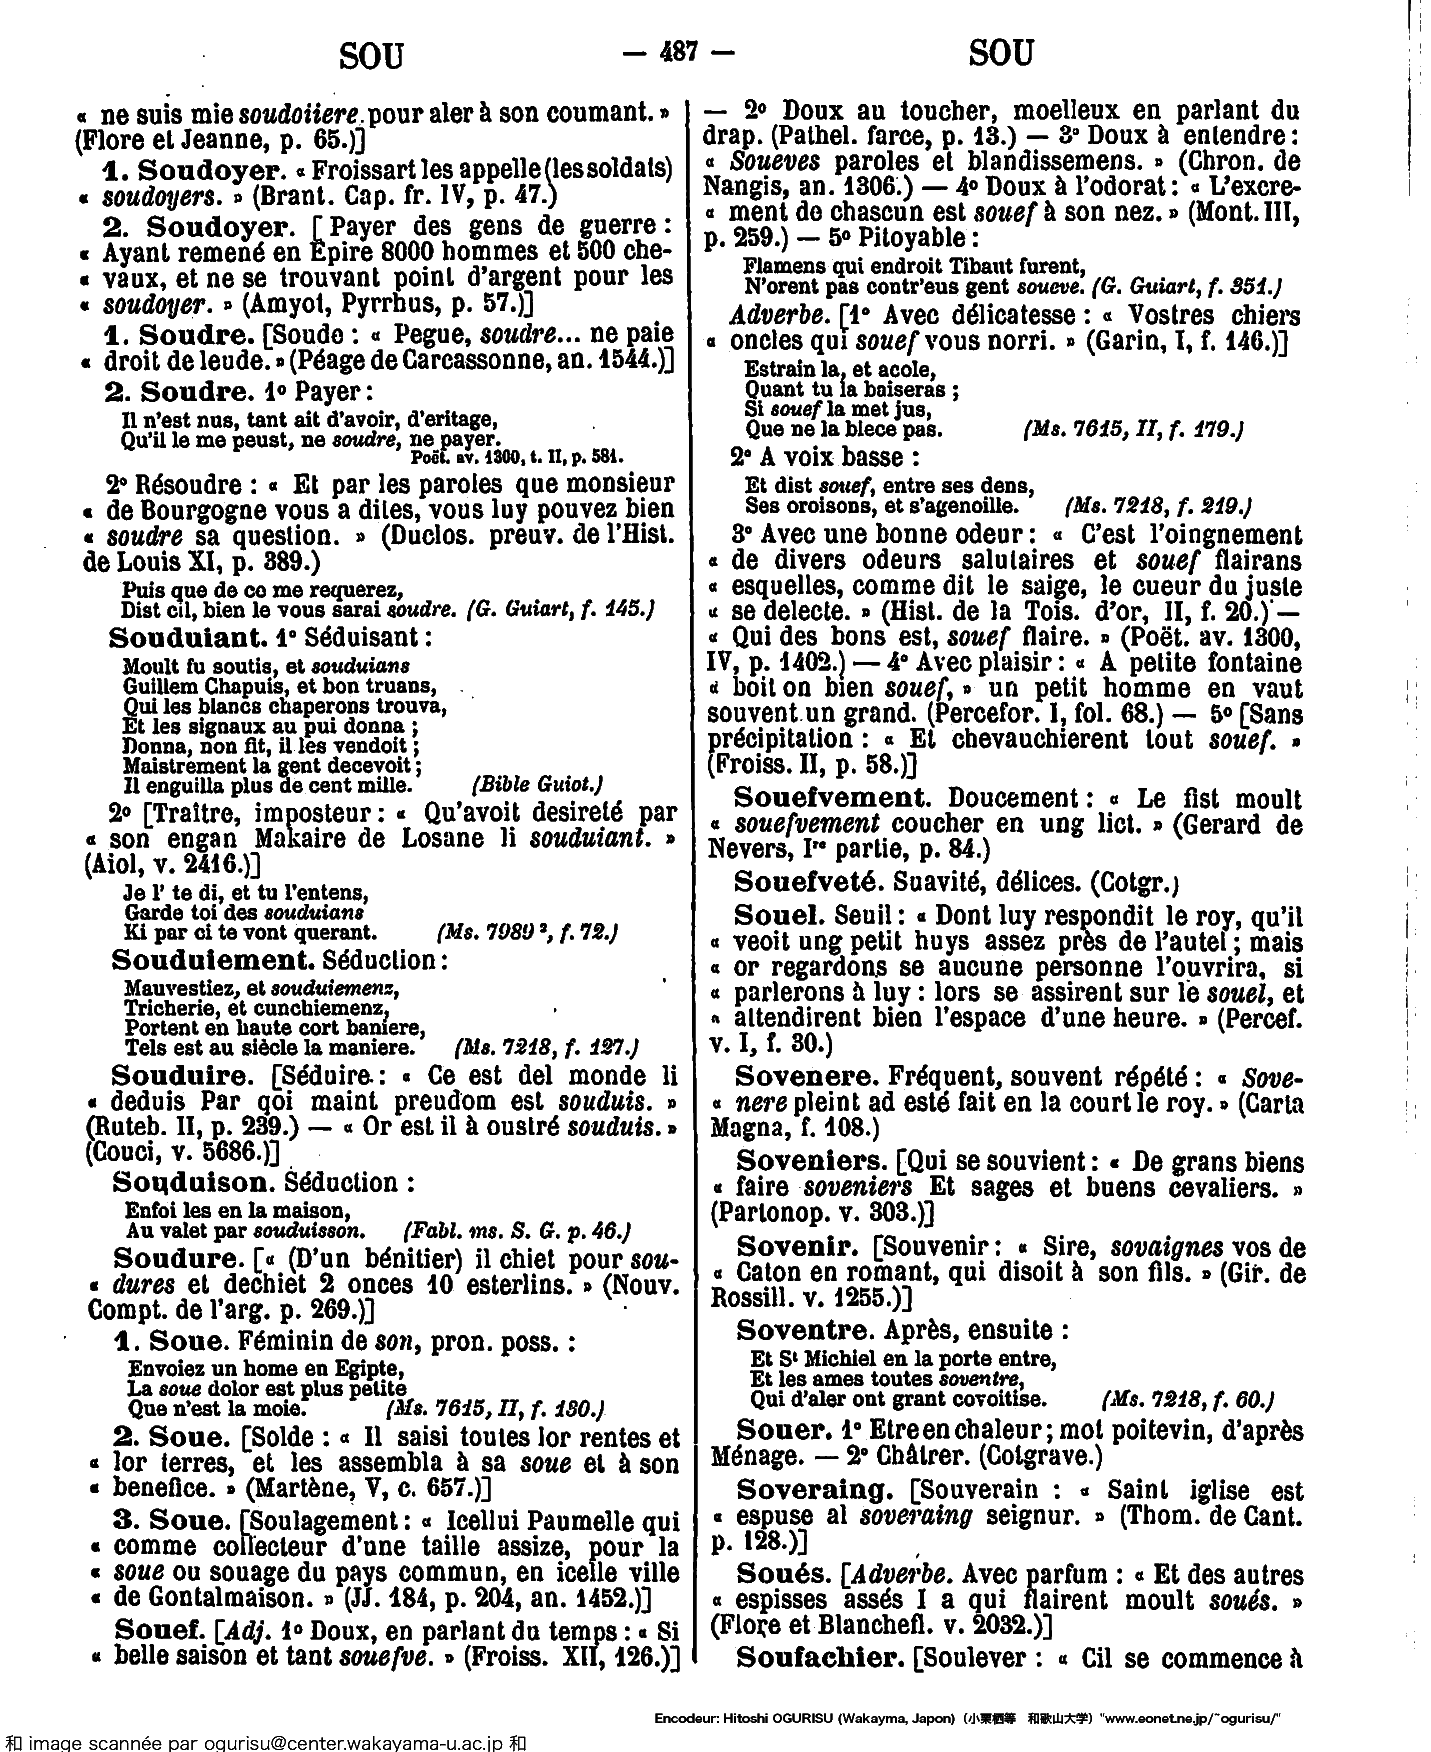 SOU — 487 — SOU
« ne suis mie soudoiiere pour aler à son coumant. »
(Flore et Jeanne, p. 65.)]
1. Soudoyer. « Froissart les appelle (les soldats)
« soudoyers. » (Brant. Cap. fr. IV, p. 47.)
2. Soudoyer. [Payer des gens de guerre :
« Ayant remené en Epire 8000 hommes et 500 che-
« vaux, et ne se trouvant point d'argent pour les
« soudoyer. » (Amyot, Pyrrhus, p. 57.)]
1. Soudre. [Soude : « Pegue, soudre... ne paie
« droit de leude. » (Péage de Carcassonne, an. 1544.)]
2. Soudre. 1º Payer :
Il n'est nus, tant ait d'avoir, d'eritage,
Qu'il le me peust, ne soudre, ne payer.
Poët. av. 1300, t. II, p. 581.
2º Résoudre : « Et par les paroles que monsieur
« de Bourgogne vous a dites, vous luy pouvez bien
« soudre sa question. » (Duclos. preuv. de l'Hist.
de Louis XI, p. 389.)
Puis que de co me requerez,
Dist cil, bien le vous sarai soudre. (G. Guiart, f. 145.)
Souduiant. 1º Séduisant :
Moult fu soutis, et souduians
Guillem Chapuis, et bon truans,
Qui les blancs chaperons trouva,
Et les signaux au pui donna ;
Donna, non fit, il les vendoit ;
Maistrement la gent decevoit ;
Il enguilla plus de cent mille. (Bible Guiot.)
2º [Traître, imposteur : « Qu'avoit desireté par
« son engan Makaire de Losane li souduiant. »
(Aiol, v. 2416.)]
Je l' te di, et tu l'entens,
Garde toi des souduians
Ki par ci te vont querant. (Ms. 7989 ², f. 72.)
Souduiement. Séduction :
Mauvestiez, et souduiemenz,
Tricherie, et cunchiemenz,
Portent en haute cort baniere,
Tels est au siècle la maniere. (Ms. 7218, f. 127.)
Souduire. [Séduire : « Ce est del monde li
« deduis Par qoi maint preudom est souduis. »
(Ruteb. II, p. 239.) — « Or est il à oustré souduis. »
(Couci, v. 5686.)]
Souduison. Séduction :
Enfoi les en la maison,
Au valet par souduisson. (Fabl. ms. S. G. p. 46.)
Soudure. [« (D'un bénitier) il chiet pour sou-
« dures et dechiet 2 onces 10 esterlins. » (Nouv.
Compt. de l'arg. p. 269.)]
1. Soue. Féminin de son, pron. poss. :
Envoiez un home en Egipte,
La soue dolor est plus petite
Que n'est la moie. (Ms. 7615, II, f. 130.)
2. Soue. [Solde : « Il saisi toutes lor rentes et
« lor terres, et les assembla à sa soue et à son
« benefice. » (Martène, V, c. 657.)]
3. Soue. [Soulagement : « Icellui Paumelle qui
« comme collecteur d'une taille assize, pour la
« soue ou souage du pays commun, en icelle ville
« de Gontalmaison. » (JJ. 184, p. 204, an. 1452.)]
Souef. [Adj. 1º Doux, en parlant du temps : « Si
« belle saison et tant souefve. » (Froiss. XII, 126.)]
— 2º Doux au toucher, moelleux en parlant du
drap. (Pathel. farce, p. 13.) — 3º Doux à entendre :
« Soueves paroles et blandissemens. » (Chron. de
Nangis, an. 1306.) — 4º Doux à l'odorat : « L'excre-
« ment de chascun est souef à son nez. » (Mont. III,
p. 259.) — 5º Pitoyable :
Flamens qui endroit Tibaut furent,
N'orent pas contr'eus gent soueve. (G. Guiart, f. 351.)
Adverbe. [1º Avec délicatesse : « Vostres chiers
« oncles qui souef vous norri. » (Garin, I, f. 146.)]
Estrain la, et acole,
Quant tu la baiseras ;
Si souef la met jus,
Que ne la blece pas. (Ms. 7615, II, f. 179.)
2º A voix basse :
Et dist souef, entre ses dens,
Ses oroisons, et s'agenoille. (Ms. 7218, f. 219.)
3º Avec une bonne odeur : « C'est l'oingnement
« de divers odeurs salutaires et souef flairans
« esquelles, comme dit le saige, le cueur du juste
« se delecte. » (Hist. de la Tois. d'or, II, f. 20.) —
« Qui des bons est, souef flaire. » (Poët. av. 1300,
IV, p. 1402.) — 4º Avec plaisir : « A petite fontaine
« boit on bien souef, » un petit homme en vaut
souvent un grand. (Percefor. I, fol. 68.) — 5º [Sans
précipitation : « Et chevauchierent tout souef. »
(Froiss. II, p. 58.)]
Souefvement. Doucement : « Le fist moult
« souefvement coucher en ung lict. » (Gerard de
Nevers, Iʳᵉ partie, p. 84.)
Souefveté. Suavité, délices. (Cotgr.)
Souel. Seuil : « Dont luy respondit le roy, qu'il
« veoit ung petit huys assez près de l'autel ; mais
« or regardons se aucune personne l'ouvrira, si
« parlerons à luy : lors se assirent sur le souel, et
« attendirent bien l'espace d'une heure. » (Percef.
v. I, f. 30.)
Sovenere. Fréquent, souvent répété : « Sove-
« nere pleint ad esté fait en la court le roy. » (Carta
Magna, f. 108.)
Soveniers. [Qui se souvient : « De grans biens
« faire soveniers Et sages et buens cevaliers. »
(Partonop. v. 303.)]
Sovenir. [Souvenir : « Sire, sovaignes vos de
« Caton en romant, qui disoit à son fils. » (Gir. de
Rossill. v. 1255.)]
Soventre. Après, ensuite :
Et Sᵗ Michiel en la porte entre,
Et les ames toutes soventre,
Qui d'aler ont grant covoitise. (Ms. 7218, f. 60.)
Souer. 1º Etre en chaleur ; mot poitevin, d'après
Ménage. — 2º Châtrer. (Cotgrave.)
Soveraing. [Souverain : « Saint iglise est
« espuse al soveraing seignur. » (Thom. de Cant.
p. 128.)]
Soués. [Adverbe. Avec parfum : « Et des autres
« espisses assés I a qui flairent moult soués. »
(Flore et Blanchefl. v. 2032.)]
Soufachier. [Soulever : « Cil se commence à
Encodeur: Hitoshi OGURISU (Wakayma, Japon) (小栗栖等 和歌山大学) "www.eonet.ne.jp/~ogurisu/"
和 image scannée par ogurisu@center.wakayama-u.ac.jp 和